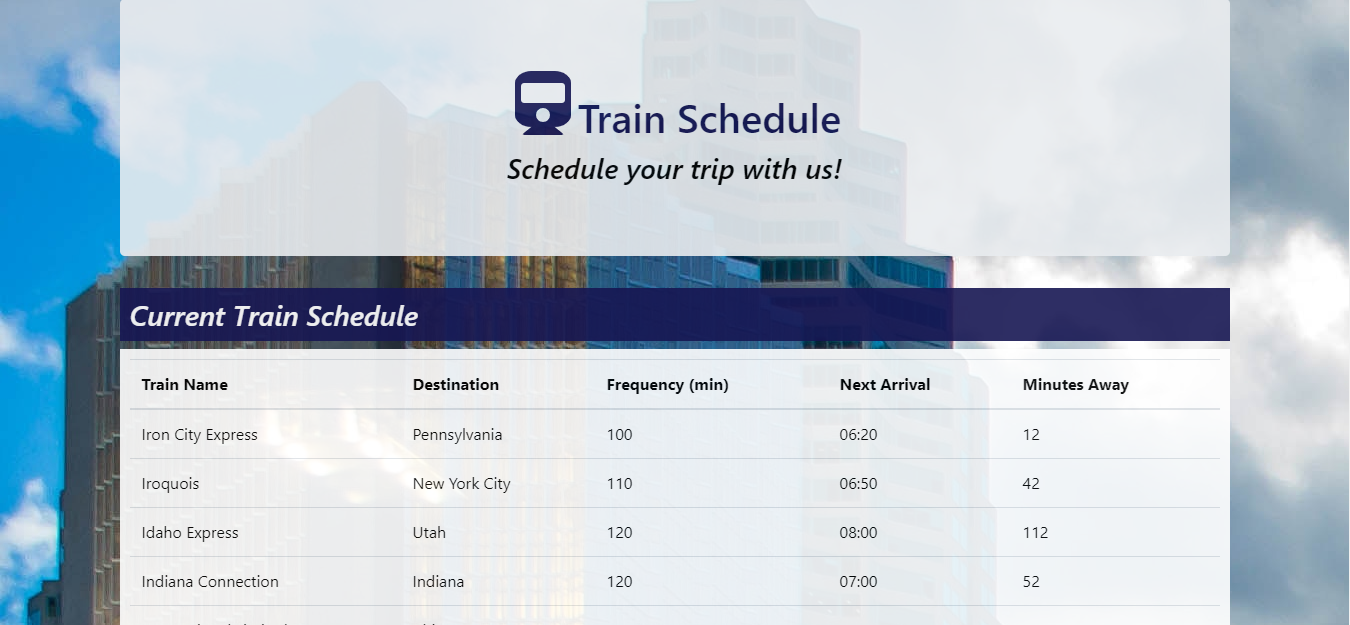 Train Schedule
Schedule your trip with us!
Current Train Schedule
Train Name Destination Frequency (min) Next Arrival Minutes Away
Iron City Express Pennsylvania 100 06:20 12
Iroquois New York City 110 06:50 42
Idaho Express Utah 120 08:00 112
Indiana Connection Indiana 120 07:00 52